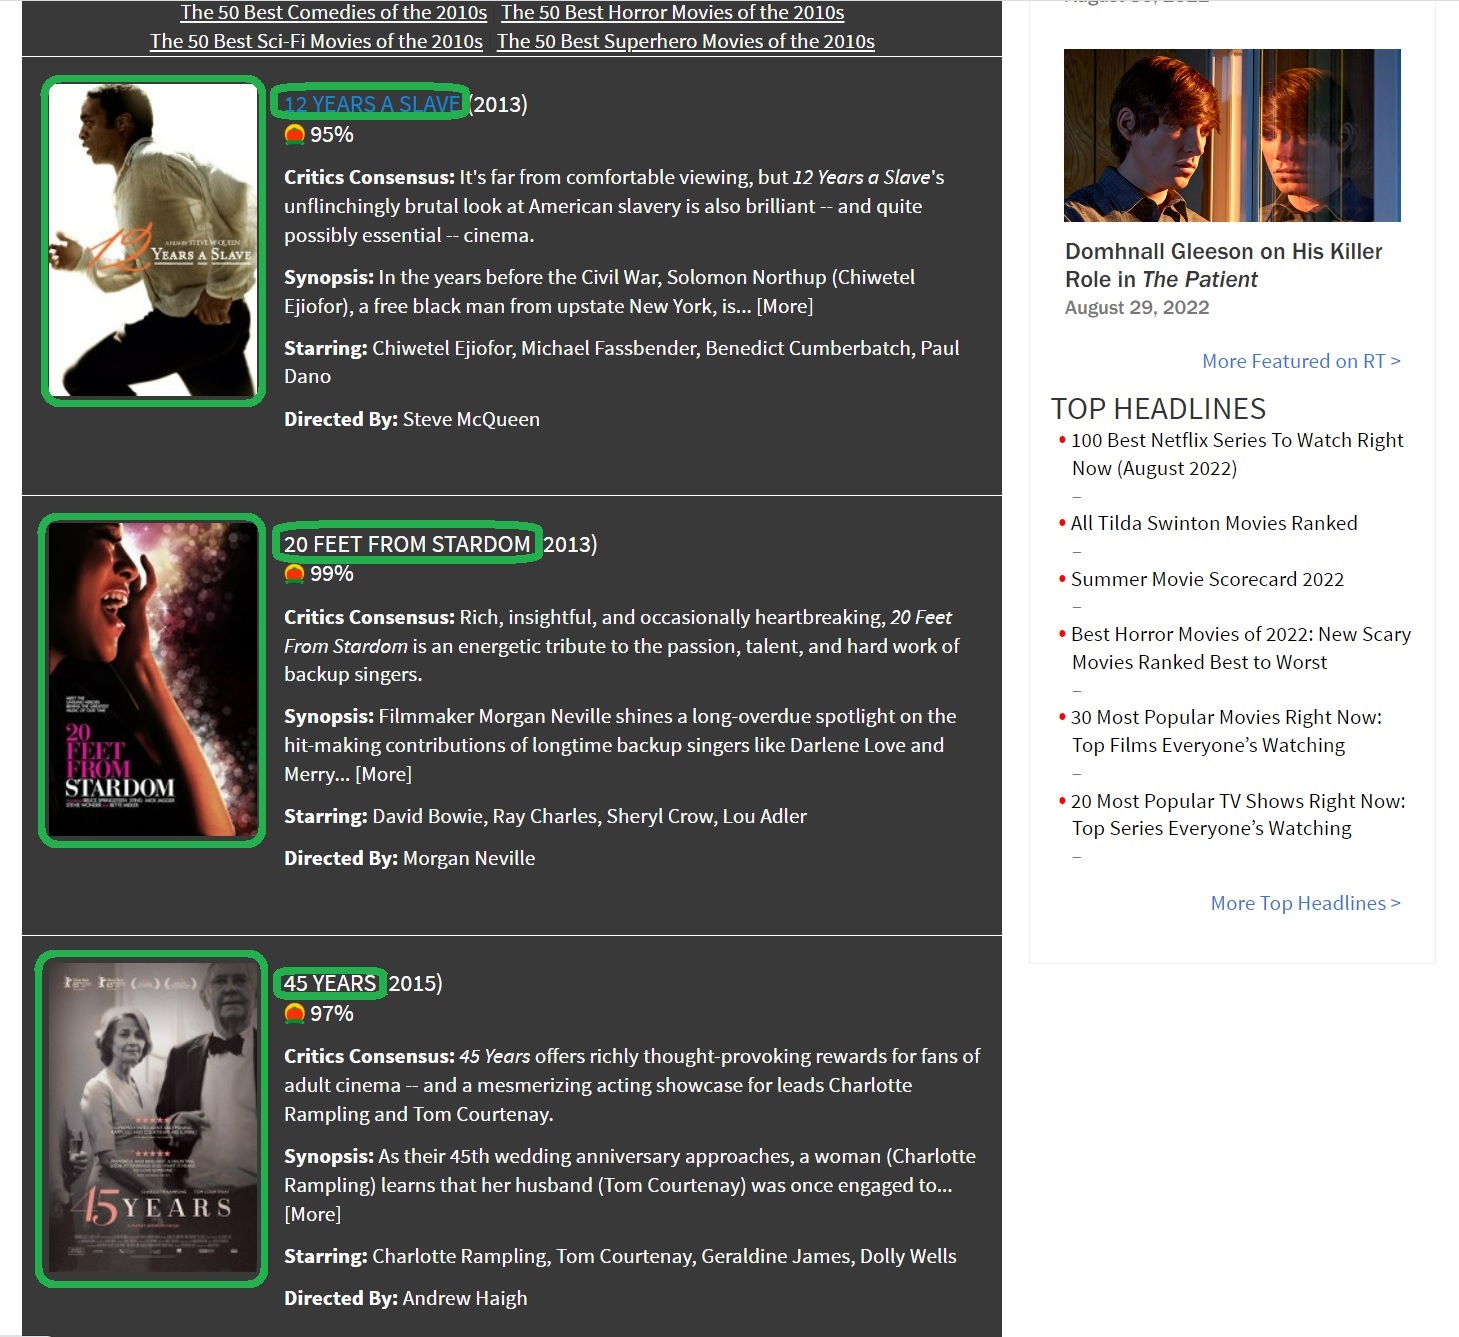 The 50 Best Comedies of the 2010s The 50 Best Horror Movies of the 2010s
The 50 Best Sci-Fi Movies of the 2010s The 50 Best Superhero Movies of the 2010s
A FILM BY STEVE MCQUEEN
12 YEARS A SLAVE
12 YEARS A SLAVE (2013)
95%
Critics Consensus: It's far from comfortable viewing, but 12 Years a Slave's
unflinchingly brutal look at American slavery is also brilliant -- and quite
possibly essential -- cinema.
Synopsis: In the years before the Civil War, Solomon Northup (Chiwetel
Ejiofor), a free black man from upstate New York, is... [More]
Starring: Chiwetel Ejiofor, Michael Fassbender, Benedict Cumberbatch, Paul
Dano
Directed By: Steve McQueen
20
FEET
FROM
STARDOM
20 FEET FROM STARDOM 2013)
99%
Critics Consensus: Rich, insightful, and occasionally heartbreaking, 20 Feet
From Stardom is an energetic tribute to the passion, talent, and hard work of
backup singers.
Synopsis: Filmmaker Morgan Neville shines a long-overdue spotlight on the
hit-making contributions of longtime backup singers like Darlene Love and
Merry... [More]
Starring: David Bowie, Ray Charles, Sheryl Crow, Lou Adler
Directed By: Morgan Neville
45 YEARS
45 YEARS 2015)
97%
Critics Consensus: 45 Years offers richly thought-provoking rewards for fans of
adult cinema -- and a mesmerizing acting showcase for leads Charlotte
Rampling and Tom Courtenay.
Synopsis: As their 45th wedding anniversary approaches, a woman (Charlotte
Rampling) learns that her husband (Tom Courtenay) was once engaged to...
[More]
Starring: Charlotte Rampling, Tom Courtenay, Geraldine James, Dolly Wells
Directed By: Andrew Haigh
Domhnall Gleeson on His Killer
Role in The Patient
August 29, 2022
More Featured on RT >
TOP HEADLINES
• 100 Best Netflix Series To Watch Right
Now (August 2022)
–
• All Tilda Swinton Movies Ranked
–
• Summer Movie Scorecard 2022
–
• Best Horror Movies of 2022: New Scary
Movies Ranked Best to Worst
–
• 30 Most Popular Movies Right Now:
Top Films Everyone’s Watching
–
• 20 Most Popular TV Shows Right Now:
Top Series Everyone’s Watching
–
More Top Headlines >